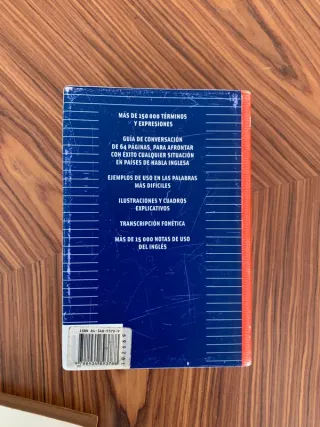 MÁS DE 150 000 TÉRMINOS
Y EXPRESIONES
GUÍA DE CONVERSACIÓN
DE 64 PÁGINAS, PARA AFRONTAR
CON ÉXITO CUALQUIER SITUACIÓN
EN PAÍSES DE HABLA INGLESA
EJEMPLOS DE USO EN LAS PALABRAS
MÁS DIFÍCILES
ILUSTRACIONES Y CUADROS
EXPLICATIVOS
TRANSCRIPCIÓN FONÉTICA
MÁS DE 15 000 NOTAS DE USO
DEL INGLÉS
ISBN